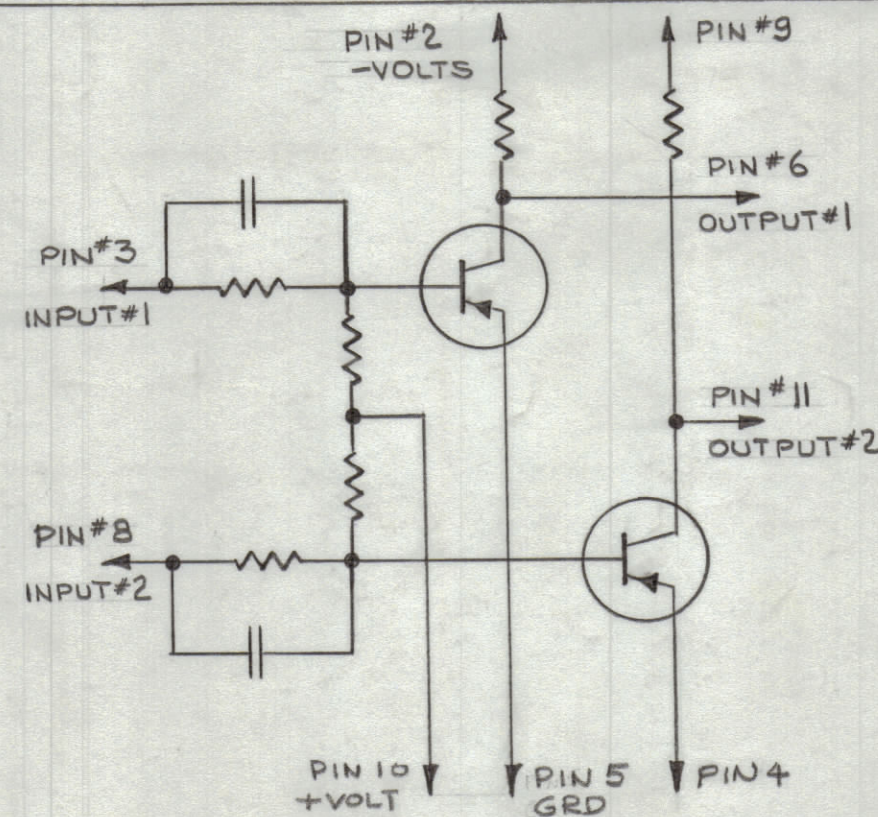 PIN #2
-VOLTS
PIN #9
PIN #6
OUTPUT #1
PIN #3
INPUT #1
PIN #11
OUTPUT #2
PIN #8
INPUT #2
PIN 10
+VOLT
PIN 5
GRD
PIN 4